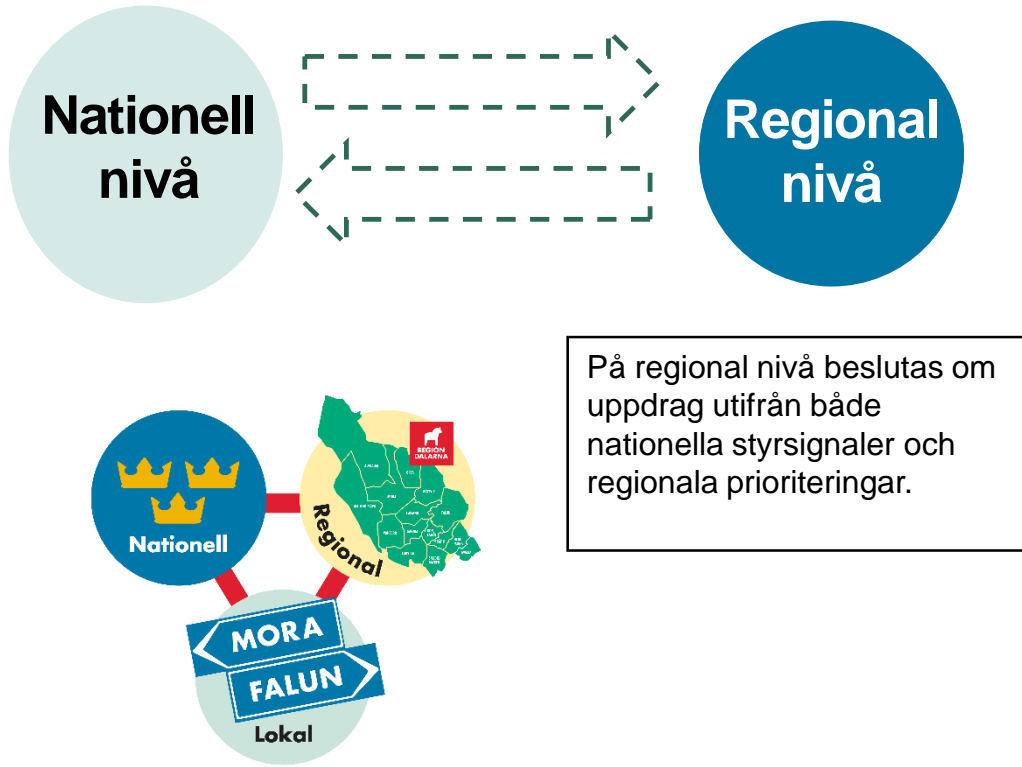 Nationell
nivå
Regional
nivå
På regional nivå beslutas om
uppdrag utifrån både
nationella styrsignaler och
regionala prioriteringar.
REGION
DALARNA
Nationell
Regional
MORA
FALUN
Lokal